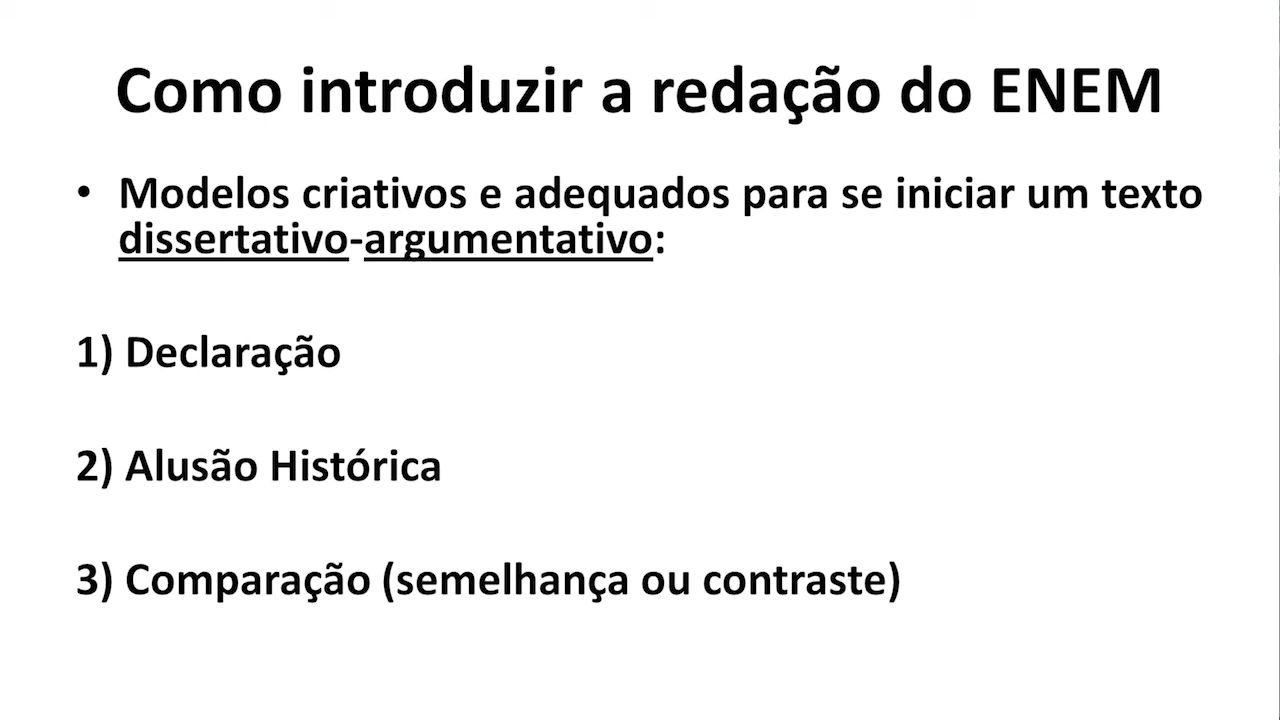 Como introduzir a redação do ENEM
• Modelos criativos e adequados para se iniciar um texto
dissertativo-argumentativo:
1) Declaração
2) Alusão Histórica
3) Comparação (semelhança ou contraste)